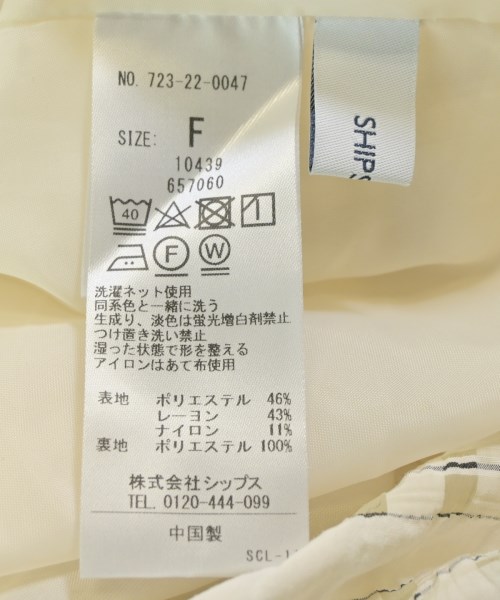 NO. 723-22-0047
SIZE: F
10439
657060
40
F W
洗濯ネット使用
同系色と一緒に洗う
生成り、淡色は蛍光増白剤禁止
つけ置き洗い禁止
湿った状態で形を整える
アイロンはあて布使用
表地 ポリエステル 46%
レーヨン 43%
ナイロン 11%
裏地 ポリエステル 100%
株式会社シップス
TEL. 0120-444-099
中国製
SHIPS